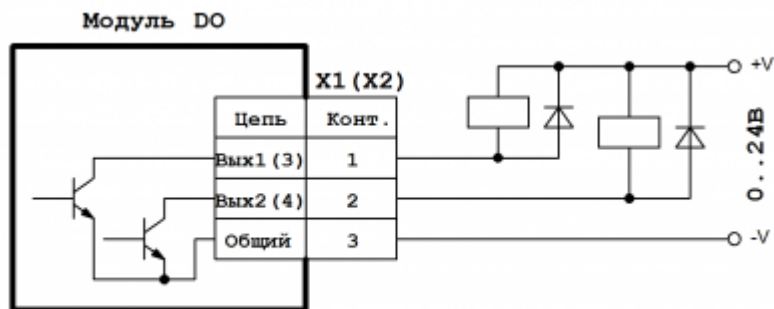 Модуль DO
X1(X2)
Цепь Конт.
Вых1(3) 1
Вых2(4) 2
Общий 3
+V
0..24В
-V